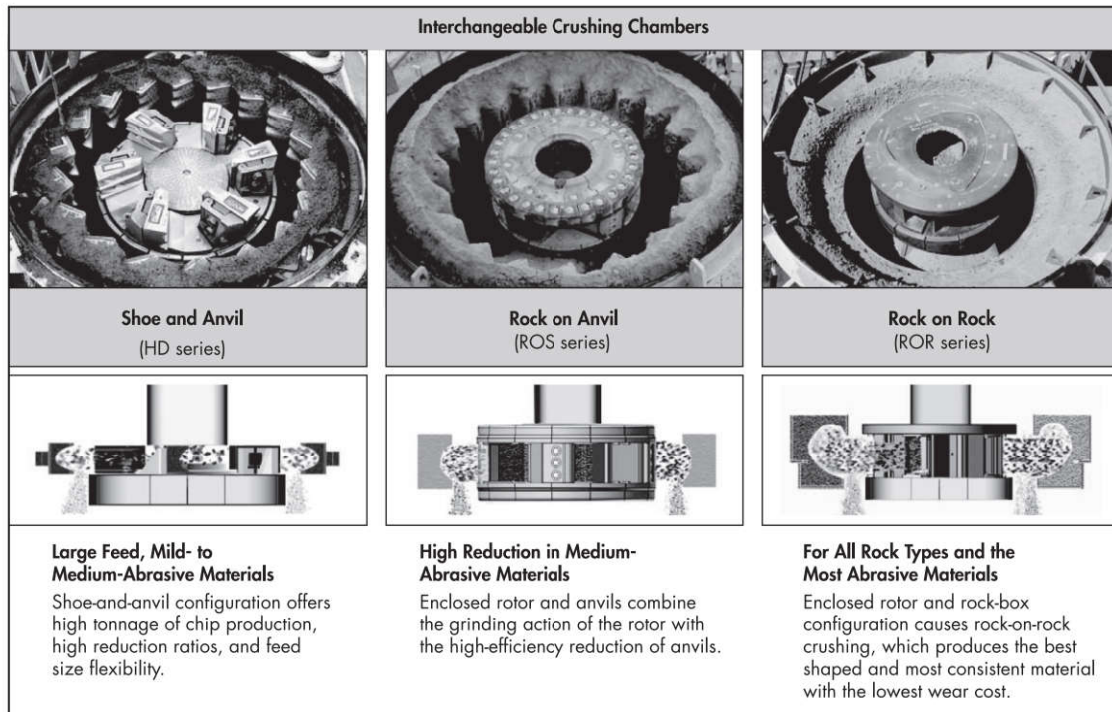 Interchangeable Crushing Chambers
Shoe and Anvil
(HD series)
Rock on Anvil
(ROS series)
Rock on Rock
(ROR series)
Large Feed, Mild- to
Medium-Abrasive Materials
Shoe-and-anvil configuration offers
high tonnage of chip production,
high reduction ratios, and feed
size flexibility.
High Reduction in Medium-
Abrasive Materials
Enclosed rotor and anvils combine
the grinding action of the rotor with
the high-efficiency reduction of anvils.
For All Rock Types and the
Most Abrasive Materials
Enclosed rotor and rock-box
configuration causes rock-on-rock
crushing, which produces the best
shaped and most consistent material
with the lowest wear cost.